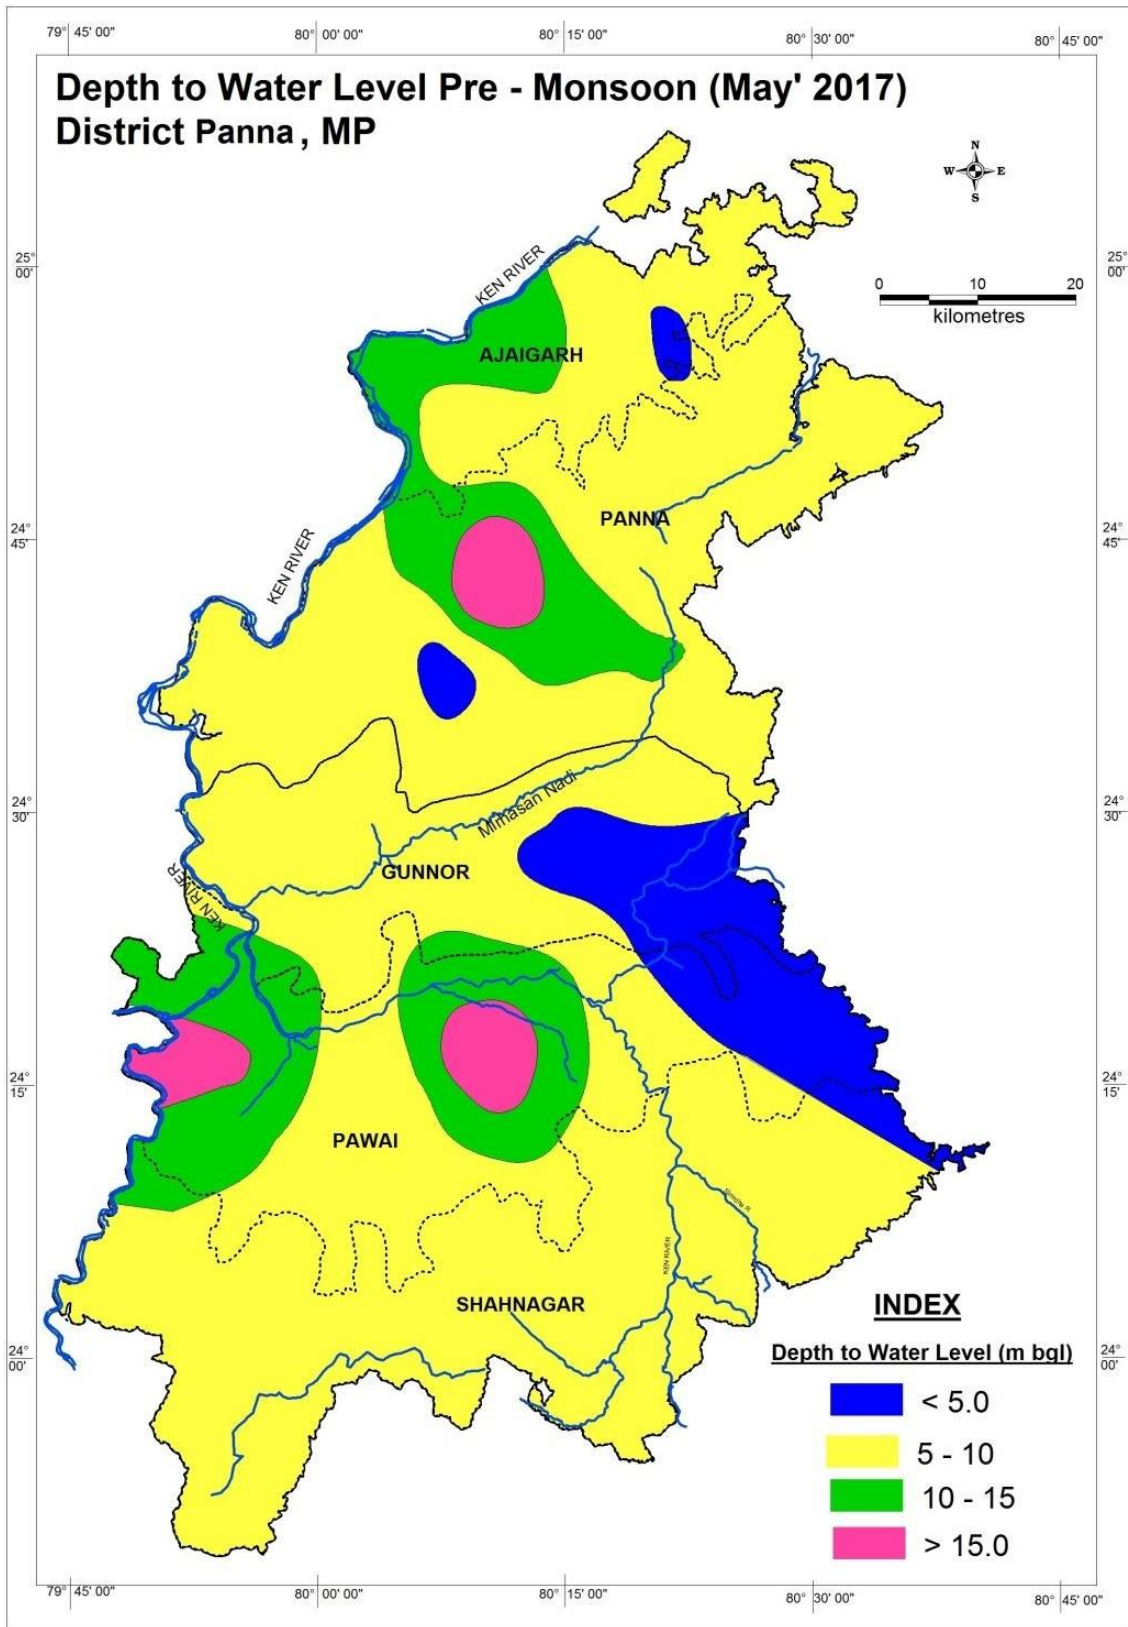 79° 45' 00"
80° 00' 00"
80° 15' 00"
80° 30' 00"
80° 45' 00"
Depth to Water Level Pre - Monsoon (May' 2017)
District Panna , MP
N
W E
S
25° 00'
25° 00'
0 10 20
kilometres
KEN RIVER
AJAIGARH
PANNA
24° 45'
24° 45'
KEN RIVER
24° 30'
24° 30'
Mirhasan Nadi
GUNNOR
KEN RIVER
24° 15'
24° 15'
PAWAI
KEN RIVER
SHAHNAGAR
24° 00'
24° 00'
INDEX
Depth to Water Level (m bgl)
< 5.0
5 - 10
10 - 15
> 15.0
79° 45' 00"
80° 00' 00"
80° 15' 00"
80° 30' 00"
80° 45' 00"